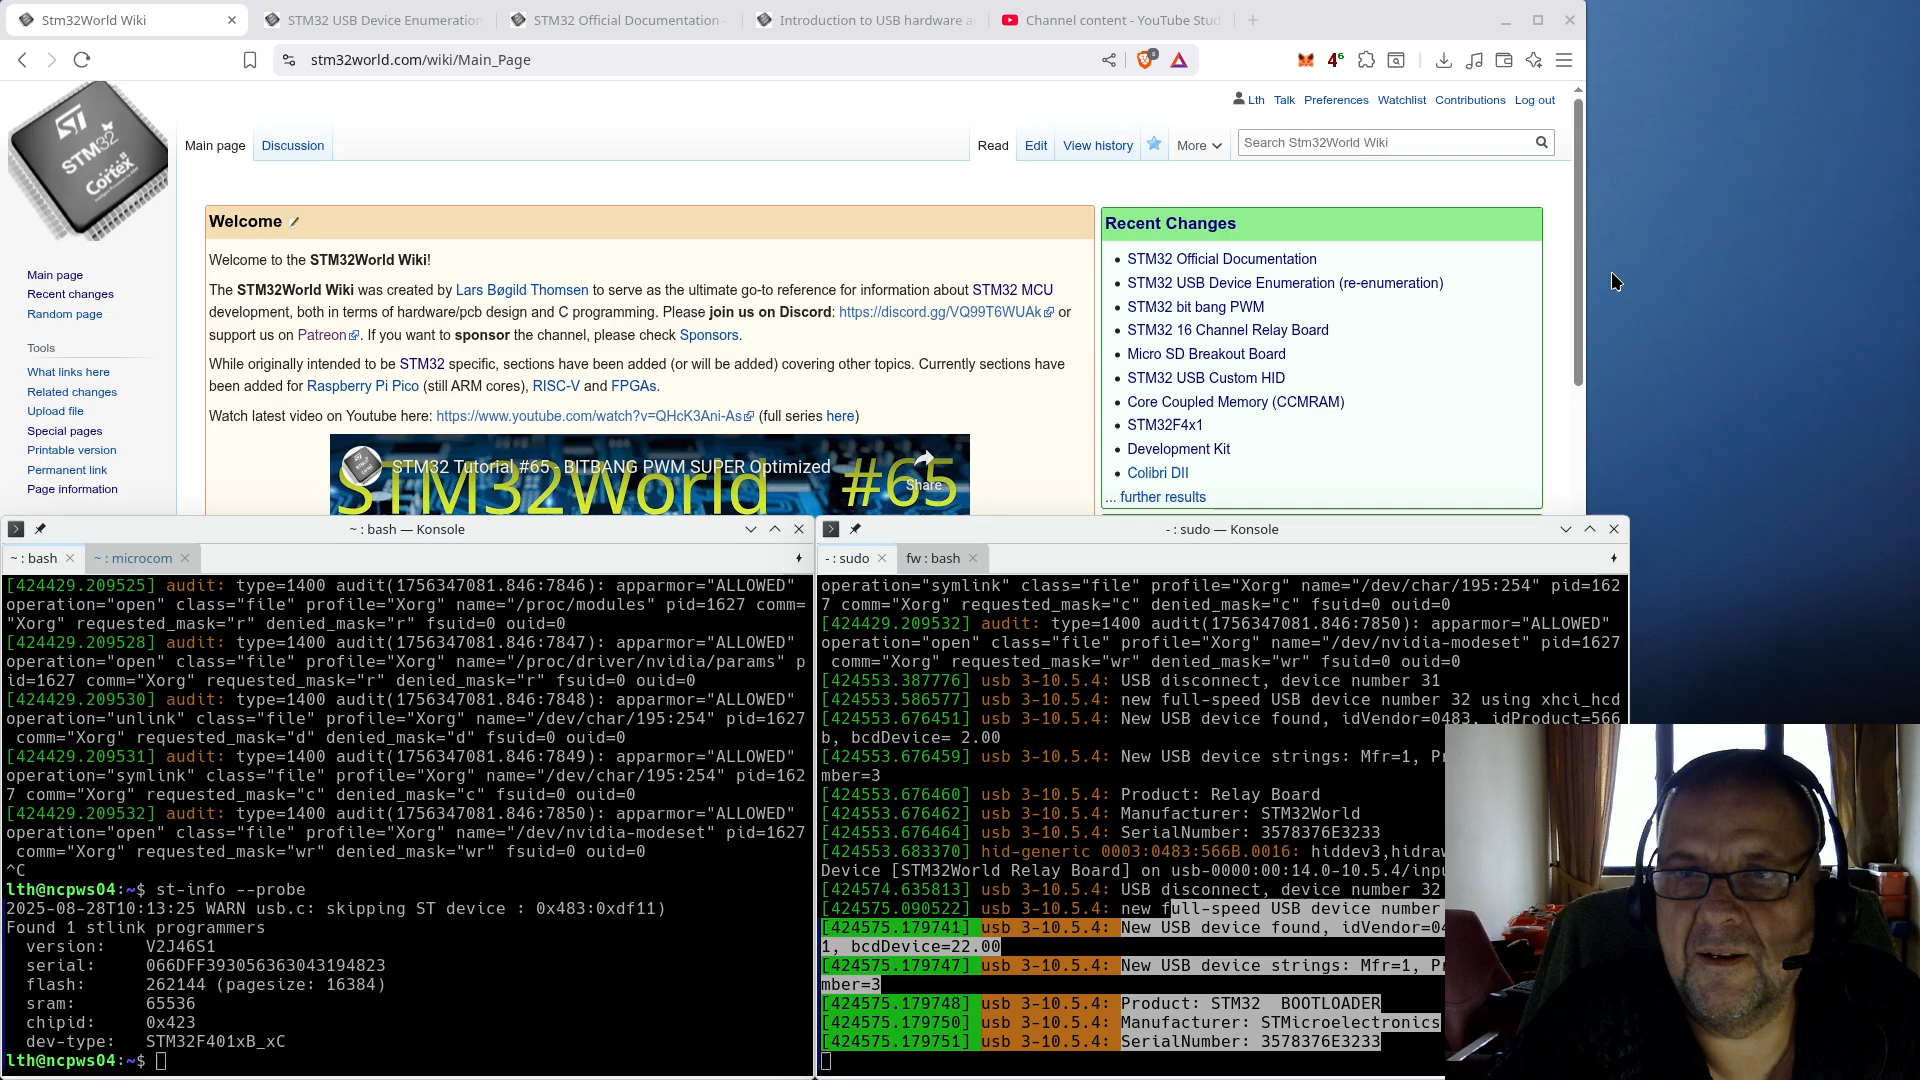 Stm32World Wiki
STM32 USB Device Enumeration
STM32 Official Documentation -
Introduction to USB hardware a
Channel content - YouTube Stud
stm32world.com/wiki/Main_Page
Lth Talk Preferences Watchlist Contributions Log out
Main page Discussion Read Edit View history More Search Stm32World Wiki
ST
STM32
Cortex
Main page
Recent changes
Random page
Tools
What links here
Related changes
Upload file
Special pages
Printable version
Permanent link
Page information
Welcome
Welcome to the STM32World Wiki!
The STM32World Wiki was created by Lars Bøgild Thomsen to serve as the ultimate go-to reference for information about STM32 MCU
development, both in terms of hardware/pcb design and C programming. Please join us on Discord: https://discord.gg/VQ99T6WUAk or
support us on Patreon. If you want to sponsor the channel, please check Sponsors.
While originally intended to be STM32 specific, sections have been added (or will be added) covering other topics. Currently sections have
been added for Raspberry Pi Pico (still ARM cores), RISC-V and FPGAs.
Watch latest video on Youtube here: https://www.youtube.com/watch?v=QHcK3Ani-As (full series here)
STM32 Tutorial #65 - BITBANG PWM SUPER Optimized
STM32World #65
Share
Recent Changes
STM32 Official Documentation
STM32 USB Device Enumeration (re-enumeration)
STM32 bit bang PWM
STM32 16 Channel Relay Board
Micro SD Breakout Board
STM32 USB Custom HID
Core Coupled Memory (CCMRAM)
STM32F4x1
Development Kit
Colibri DII
... further results
~ : bash — Konsole
~ : bash ~ : microcom
[424429.209525] audit: type=1400 audit(1756347081.846:7846): apparmor="ALLOWED"
operation="open" class="file" profile="Xorg" name="/proc/modules" pid=1627 comm=
"Xorg" requested_mask="r" denied_mask="r" fsuid=0 ouid=0
[424429.209528] audit: type=1400 audit(1756347081.846:7847): apparmor="ALLOWED"
operation="open" class="file" profile="Xorg" name="/proc/driver/nvidia/params" p
id=1627 comm="Xorg" requested_mask="r" denied_mask="r" fsuid=0 ouid=0
[424429.209530] audit: type=1400 audit(1756347081.846:7848): apparmor="ALLOWED"
operation="unlink" class="file" profile="Xorg" name="/dev/char/195:254" pid=1627
comm="Xorg" requested_mask="d" denied_mask="d" fsuid=0 ouid=0
[424429.209531] audit: type=1400 audit(1756347081.846:7849): apparmor="ALLOWED"
operation="symlink" class="file" profile="Xorg" name="/dev/char/195:254" pid=162
7 comm="Xorg" requested_mask="c" denied_mask="c" fsuid=0 ouid=0
[424429.209532] audit: type=1400 audit(1756347081.846:7850): apparmor="ALLOWED"
operation="open" class="file" profile="Xorg" name="/dev/nvidia-modeset" pid=1627
comm="Xorg" requested_mask="wr" denied_mask="wr" fsuid=0 ouid=0
^C
lth@ncpws04:~$ st-info --probe
2025-08-28T10:13:25 WARN usb.c: skipping ST device : 0x483:0xdf11)
Found 1 stlink programmers
version: V2J46S1
serial: 066DFF393056363043194823
flash: 262144 (pagesize: 16384)
sram: 65536
chipid: 0x423
dev-type: STM32F401xB_xC
lth@ncpws04:~$
- : sudo — Konsole
- : sudo fw : bash
operation="symlink" class="file" profile="Xorg" name="/dev/char/195:254" pid=162
7 comm="Xorg" requested_mask="c" denied_mask="c" fsuid=0 ouid=0
[424429.209532] audit: type=1400 audit(1756347081.846:7850): apparmor="ALLOWED"
operation="open" class="file" profile="Xorg" name="/dev/nvidia-modeset" pid=1627
comm="Xorg" requested_mask="wr" denied_mask="wr" fsuid=0 ouid=0
[424553.387776] usb 3-10.5.4: USB disconnect, device number 31
[424553.586577] usb 3-10.5.4: new full-speed USB device number 32 using xhci_hcd
[424553.676451] usb 3-10.5.4: New USB device found, idVendor=0483, idProduct=566
b, bcdDevice= 2.00
[424553.676459] usb 3-10.5.4: New USB device strings: Mfr=1, Pr
mber=3
[424553.676460] usb 3-10.5.4: Product: Relay Board
[424553.676462] usb 3-10.5.4: Manufacturer: STM32World
[424553.676464] usb 3-10.5.4: SerialNumber: 3578376E3233
[424553.683370] hid-generic 0003:0483:566B.0016: hiddev3,hidraw
Device [STM32World Relay Board] on usb-0000:00:14.0-10.5.4/inpu
[424574.635813] usb 3-10.5.4: USB disconnect, device number 32
[424575.090522] usb 3-10.5.4: new full-speed USB device number
[424575.179741] usb 3-10.5.4: New USB device found, idVendor=04
1, bcdDevice=22.00
[424575.179747] usb 3-10.5.4: New USB device strings: Mfr=1, Pr
mber=3
[424575.179748] usb 3-10.5.4: Product: STM32  BOOTLOADER
[424575.179750] usb 3-10.5.4: Manufacturer: STMicroelectronics
[424575.179751] usb 3-10.5.4: SerialNumber: 3578376E3233